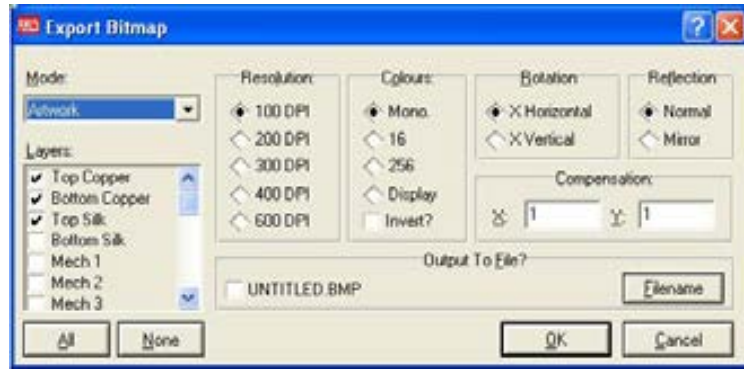 Export Bitmap
Mode:
Artwork
Layers:
Top Copper
Bottom Copper
Top Silk
Bottom Silk
Mech 1
Mech 2
Mech 3
All
None
Resolution:
100 DPI
200 DPI
300 DPI
400 DPI
600 DPI
Colours:
Mono.
16
256
Display
Invert?
Rotation
X Horizontal
X Vertical
Reflection
Normal
Mirror
Compensation:
X: 1
Y: 1
Output To File?
UNTITLED.BMP
Filename
OK
Cancel